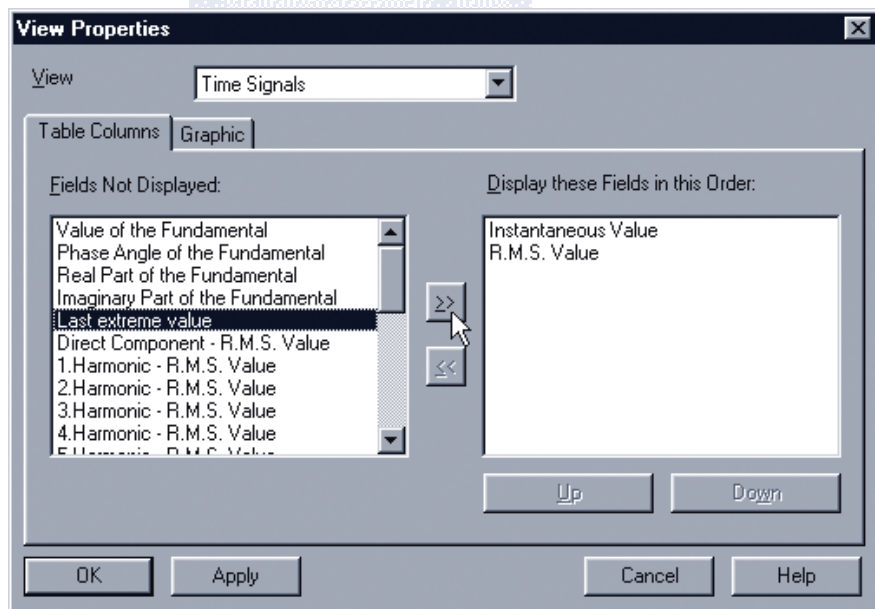 View Properties
View
Time Signals
Table Columns
Graphic
Fields Not Displayed:
Value of the Fundamental
Phase Angle of the Fundamental
Real Part of the Fundamental
Imaginary Part of the Fundamental
Last extreme value
Direct Component - R.M.S. Value
1.Harmonic - R.M.S. Value
2.Harmonic - R.M.S. Value
3.Harmonic - R.M.S. Value
4.Harmonic - R.M.S. Value
5.Harmonic - R.M.S. Value
>>
<<
Display these Fields in this Order:
Instantaneous Value
R.M.S. Value
Up
Down
OK
Apply
Cancel
Help